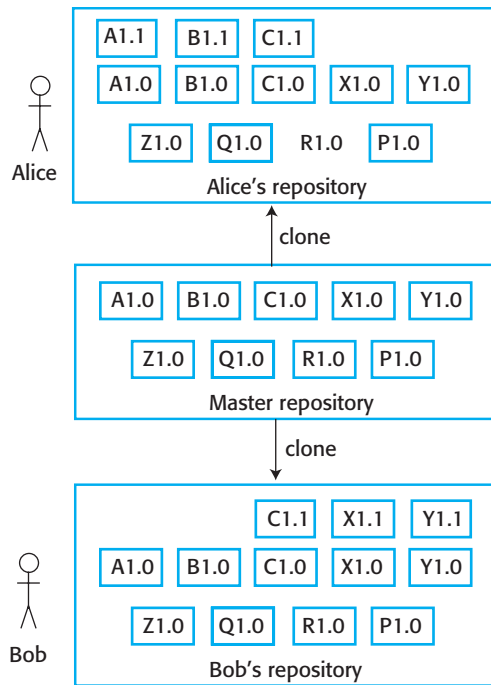 A1.1 B1.1 C1.1
A1.0 B1.0 C1.0 X1.0 Y1.0
Z1.0 Q1.0 R1.0 P1.0
Alice
Alice's repository
clone
A1.0 B1.0 C1.0 X1.0 Y1.0
Z1.0 Q1.0 R1.0 P1.0
Master repository
clone
C1.1 X1.1 Y1.1
A1.0 B1.0 C1.0 X1.0 Y1.0
Z1.0 Q1.0 R1.0 P1.0
Bob
Bob's repository